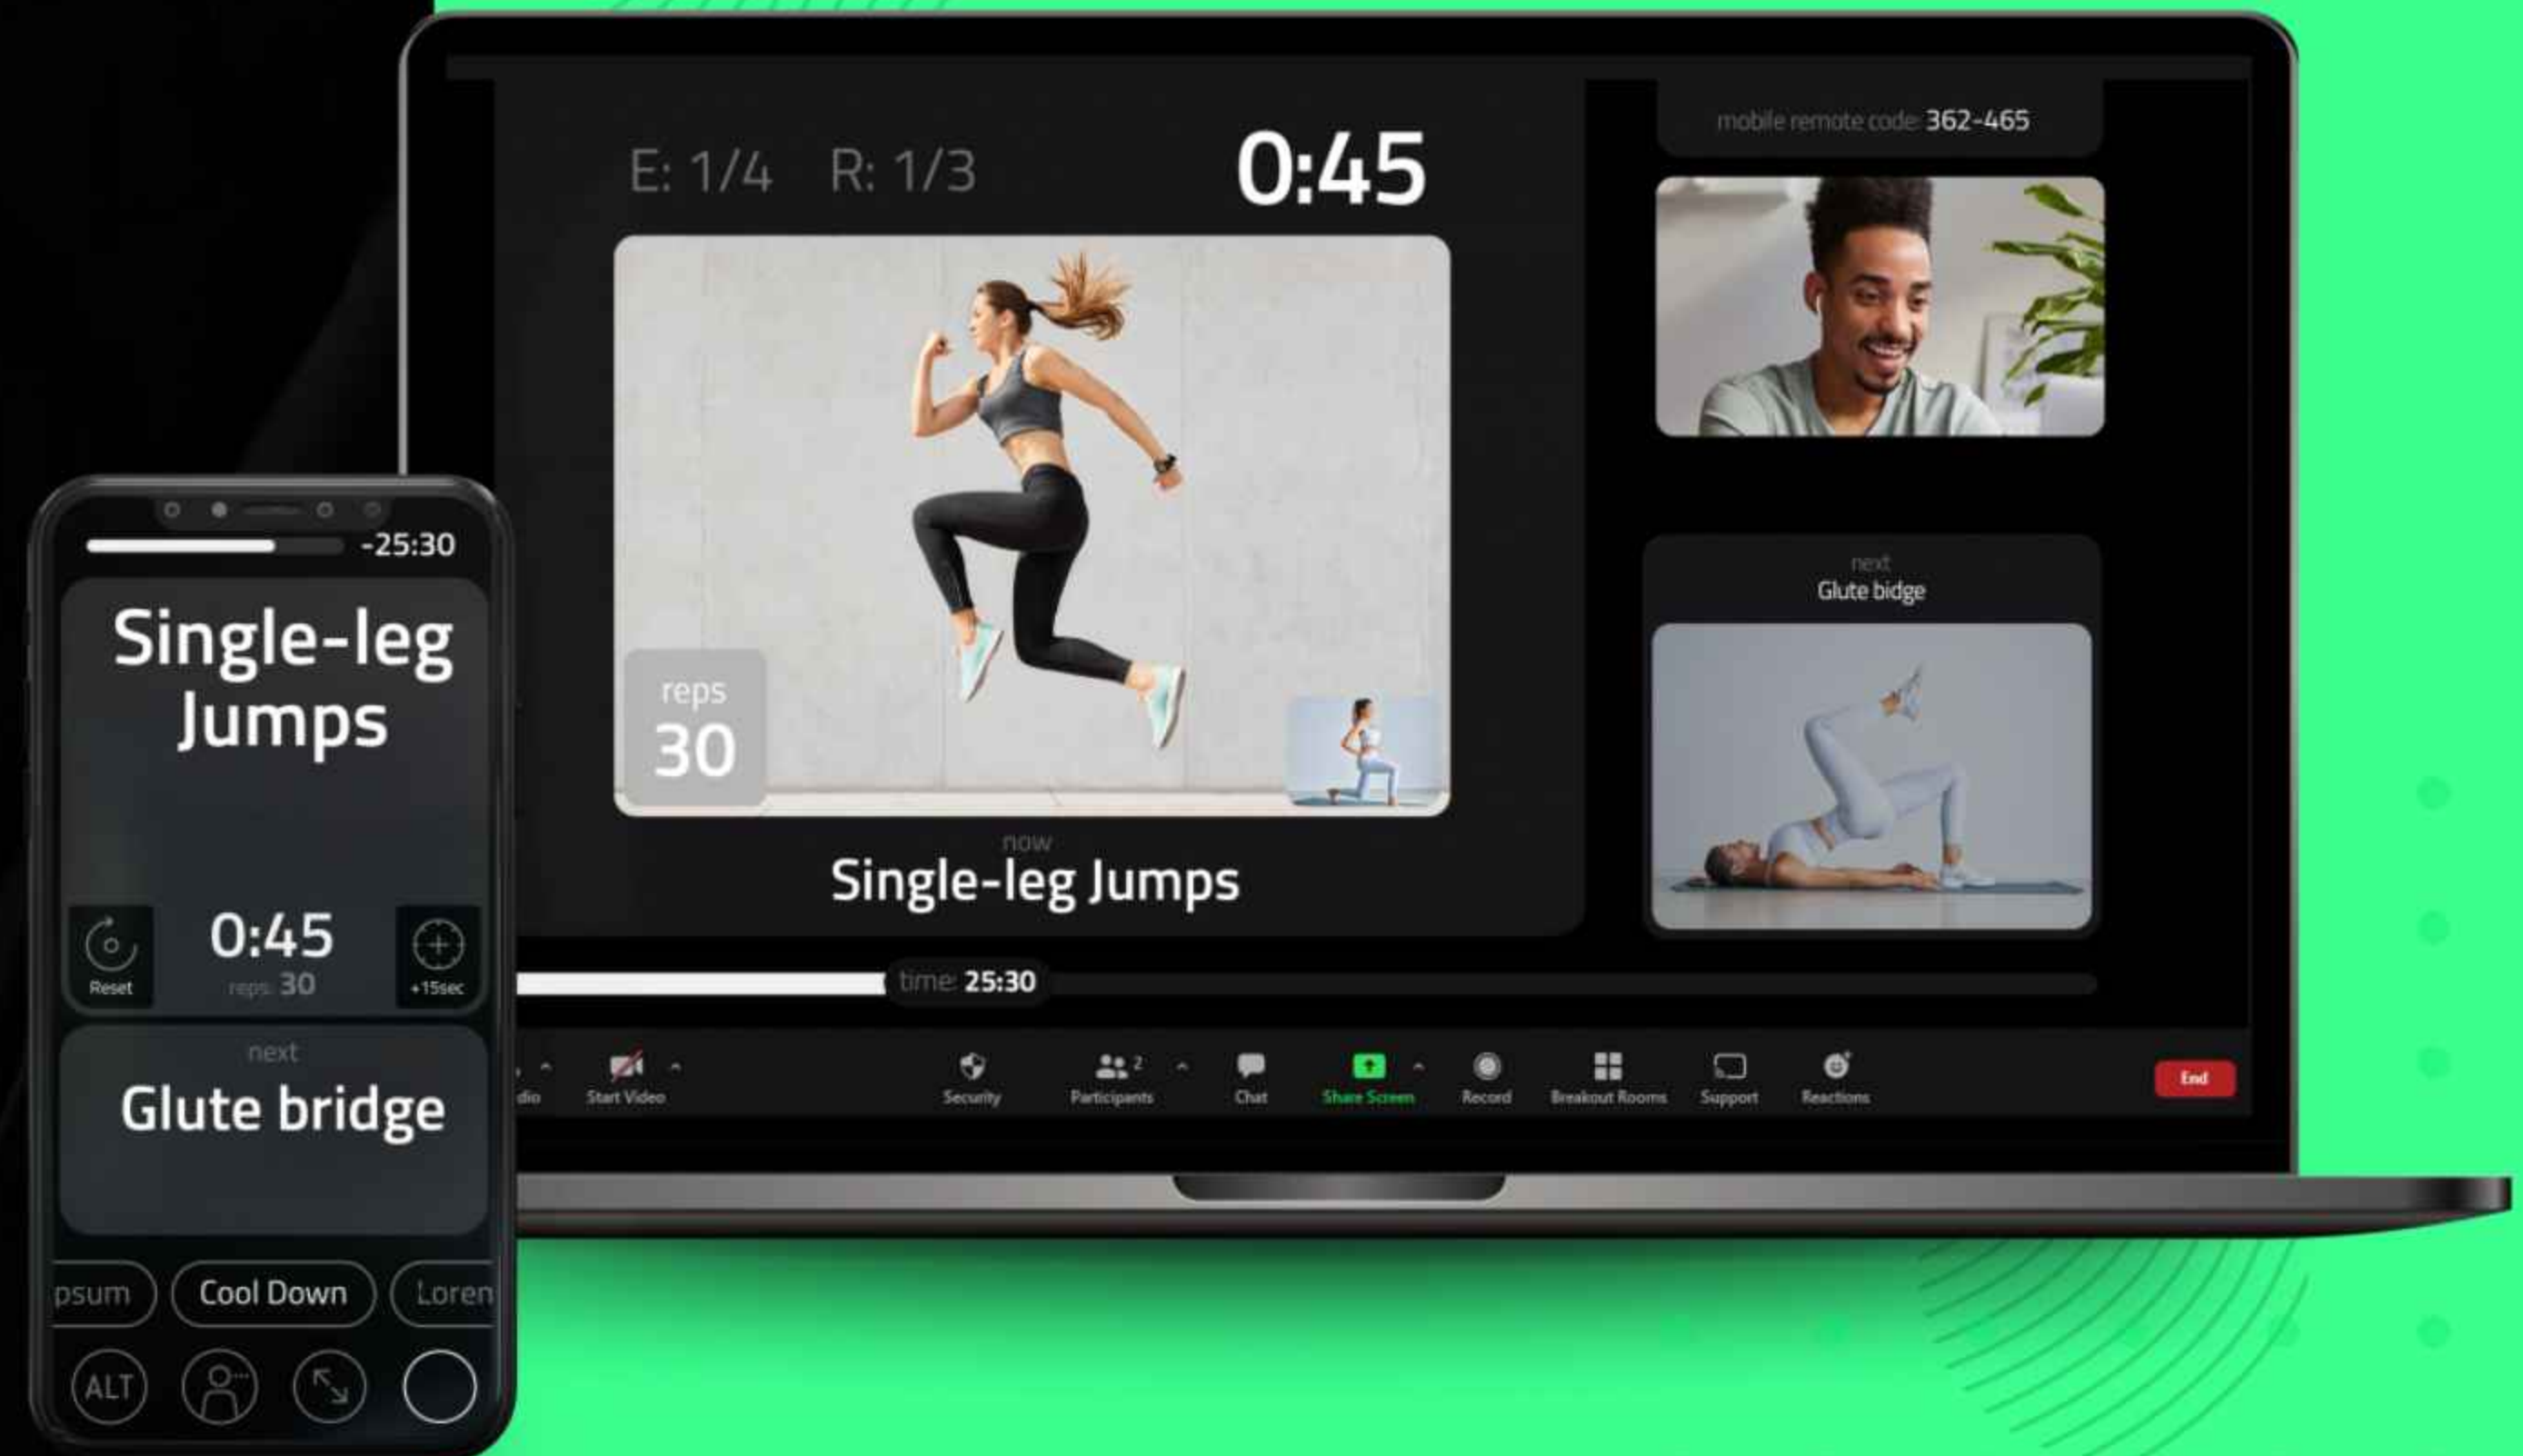 E: 1/4 R: 1/3 0:45
mobile remote code: 362-465
reps
30
now
Single-leg Jumps
next
Glute bidge
time: 25:30
dio
Start Video
Security
Participants 2
Chat
Share Screen
Record
Breakout Rooms
Support
Reactions
End
-25:30
Single-leg
Jumps
Reset
0:45
reps: 30
+15sec
next
Glute bridge
psum
Cool Down
Loren
ALT